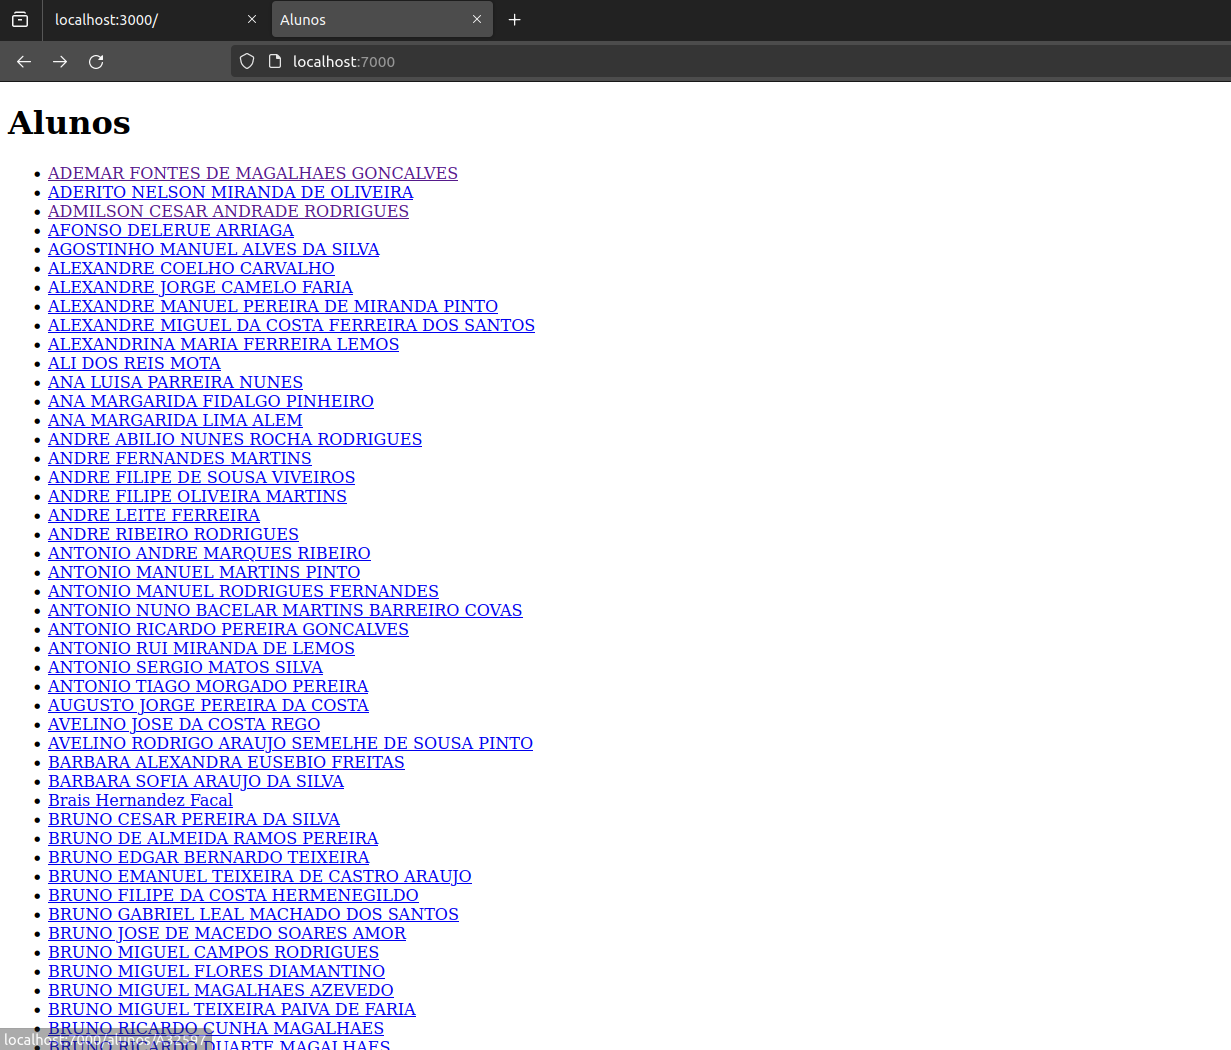 localhost:3000/
Alunos
localhost:7000
Alunos
ADEMAR FONTES DE MAGALHAES GONCALVES
ADERITO NELSON MIRANDA DE OLIVEIRA
ADMILSON CESAR ANDRADE RODRIGUES
AFONSO DELERUE ARRIAGA
AGOSTINHO MANUEL ALVES DA SILVA
ALEXANDRE COELHO CARVALHO
ALEXANDRE JORGE CAMELO FARIA
ALEXANDRE MANUEL PEREIRA DE MIRANDA PINTO
ALEXANDRE MIGUEL DA COSTA FERREIRA DOS SANTOS
ALEXANDRINA MARIA FERREIRA LEMOS
ALI DOS REIS MOTA
ANA LUISA PARREIRA NUNES
ANA MARGARIDA FIDALGO PINHEIRO
ANA MARGARIDA LIMA ALEM
ANDRE ABILIO NUNES ROCHA RODRIGUES
ANDRE FERNANDES MARTINS
ANDRE FILIPE DE SOUSA VIVEIROS
ANDRE FILIPE OLIVEIRA MARTINS
ANDRE LEITE FERREIRA
ANDRE RIBEIRO RODRIGUES
ANTONIO ANDRE MARQUES RIBEIRO
ANTONIO MANUEL MARTINS PINTO
ANTONIO MANUEL RODRIGUES FERNANDES
ANTONIO NUNO BACELAR MARTINS BARREIRO COVAS
ANTONIO RICARDO PEREIRA GONCALVES
ANTONIO RUI MIRANDA DE LEMOS
ANTONIO SERGIO MATOS SILVA
ANTONIO TIAGO MORGADO PEREIRA
AUGUSTO JORGE PEREIRA DA COSTA
AVELINO JOSE DA COSTA REGO
AVELINO RODRIGO ARAUJO SEMELHE DE SOUSA PINTO
BARBARA ALEXANDRA EUSEBIO FREITAS
BARBARA SOFIA ARAUJO DA SILVA
Brais Hernandez Facal
BRUNO CESAR PEREIRA DA SILVA
BRUNO DE ALMEIDA RAMOS PEREIRA
BRUNO EDGAR BERNARDO TEIXEIRA
BRUNO EMANUEL TEIXEIRA DE CASTRO ARAUJO
BRUNO FILIPE DA COSTA HERMENEGILDO
BRUNO GABRIEL LEAL MACHADO DOS SANTOS
BRUNO JOSE DE MACEDO SOARES AMOR
BRUNO MIGUEL CAMPOS RODRIGUES
BRUNO MIGUEL FLORES DIAMANTINO
BRUNO MIGUEL MAGALHAES AZEVEDO
BRUNO MIGUEL TEIXEIRA PAIVA DE FARIA
BRUNO RICARDO CUNHA MAGALHAES
BRUNO RICARDO DUARTE MAGALHAES